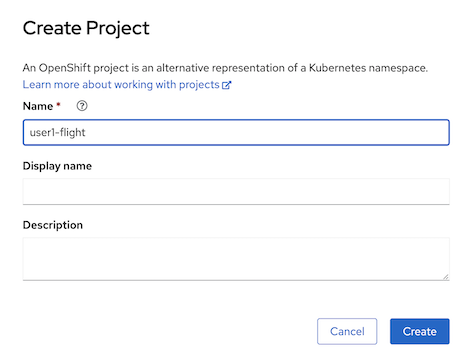 Create Project
An OpenShift project is an alternative representation of a Kubernetes namespace.
Learn more about working with projects
Name *
user1-flight
Display name
Description
Cancel Create